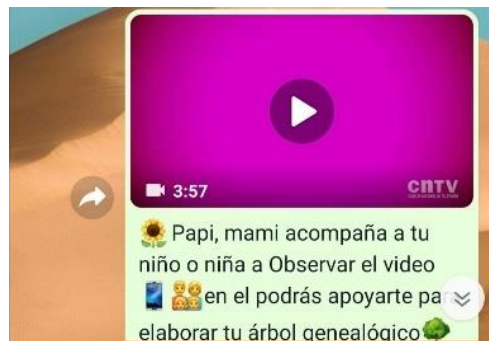 3:57
cntv
Papi, mami acompaña a tu
niño o niña a Observar el video
en el podrás apoyarte para
elaborar tu árbol genealógico